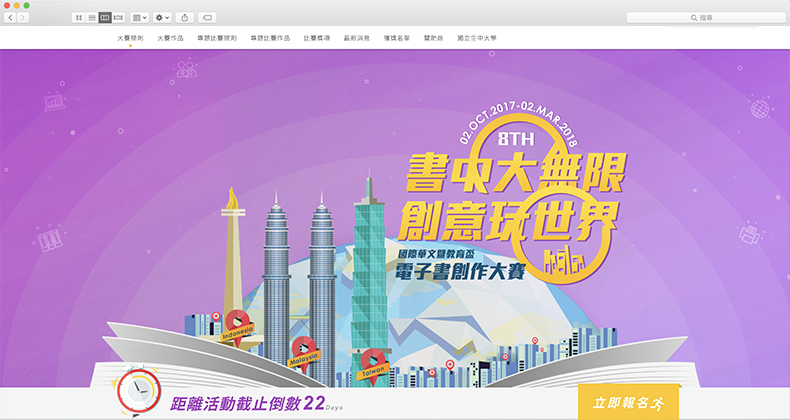 搜尋
大賽規則 大賽作品 專題比賽規則 專題比賽作品 比賽獎項 最新消息 獲獎名單 贊助商 國立空中大學
02.OCT.2017-02.MAR.2018
8TH
書中大無限
創意玩世界
國際華文暨教育盃
電子書創作大賽
Indonesia
Malaysia
Taiwan
距離活動截止倒數 22 Days
立即報名